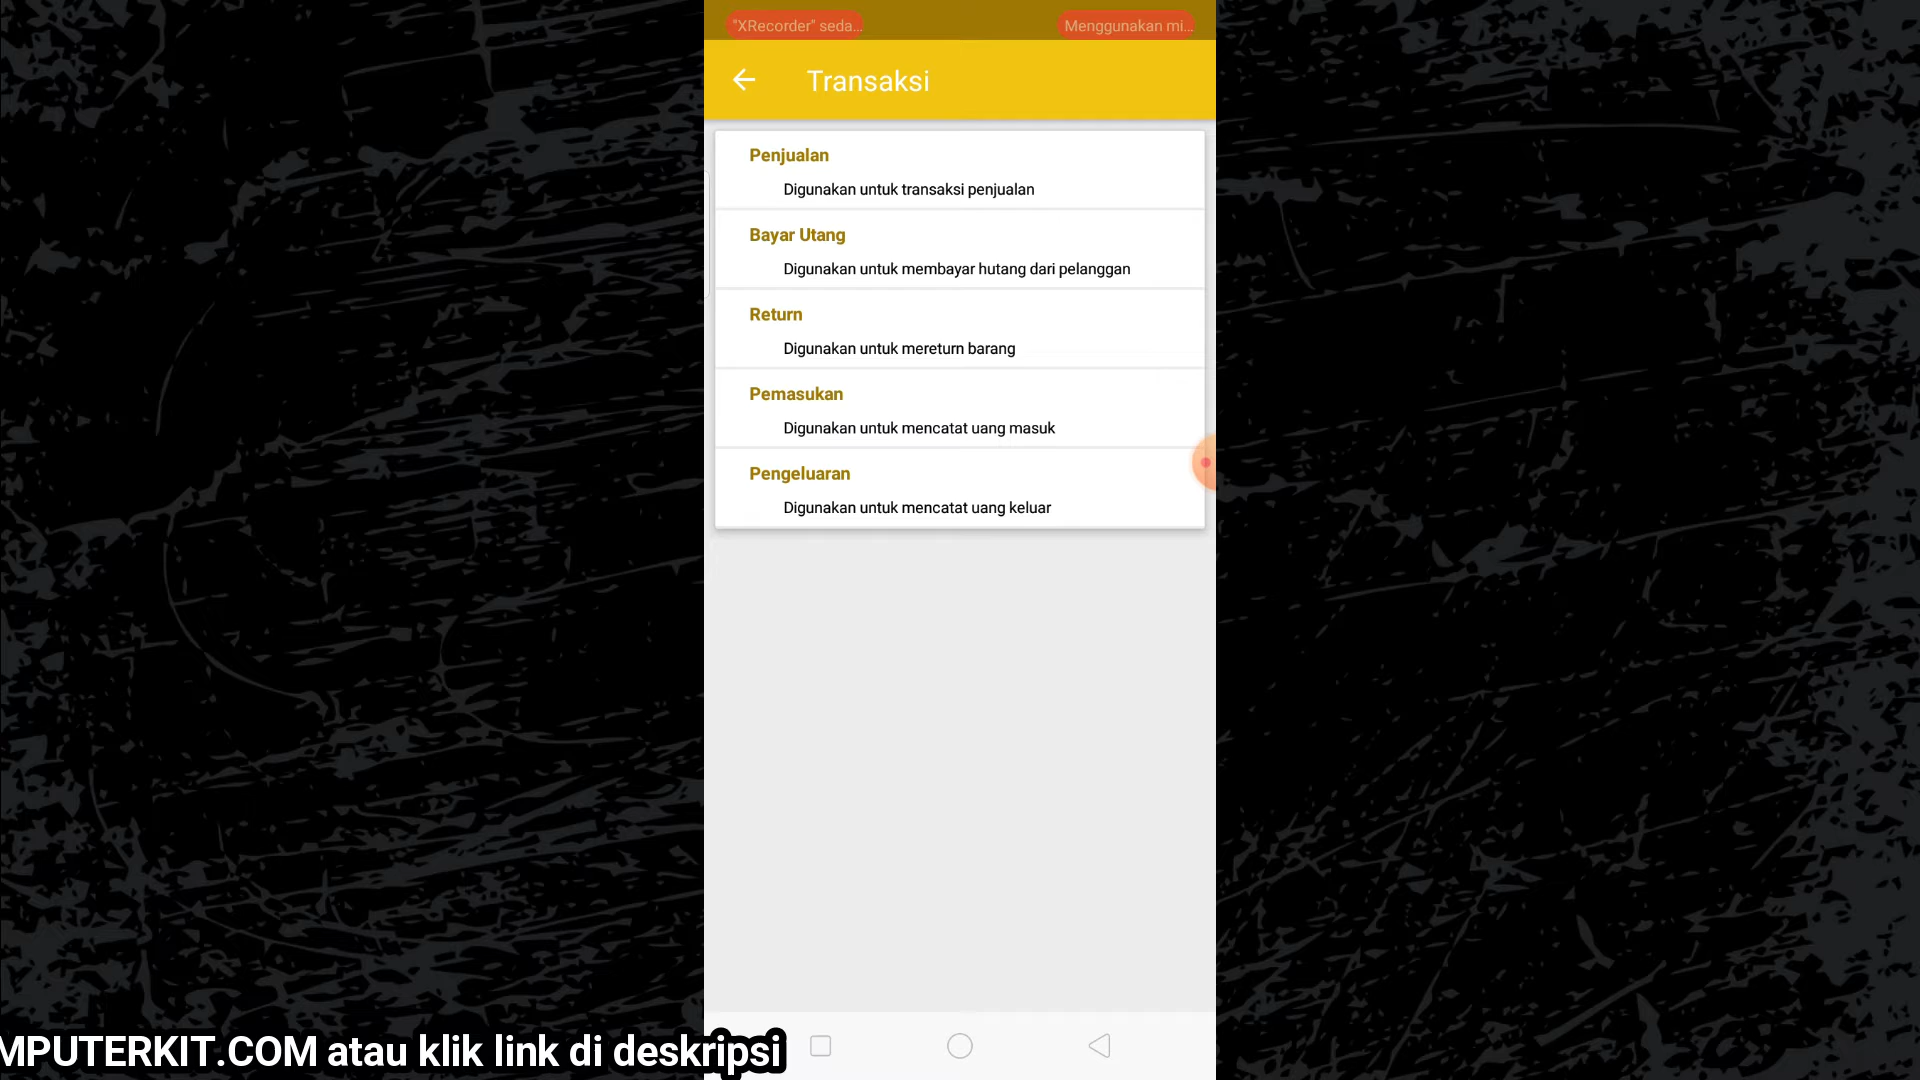 "XRecorder" seda... Menggunakan mi...
Transaksi
Penjualan
Digunakan untuk transaksi penjualan
Bayar Utang
Digunakan untuk membayar hutang dari pelanggan
Return
Digunakan untuk mereturn barang
Pemasukan
Digunakan untuk mencatat uang masuk
Pengeluaran
Digunakan untuk mencatat uang keluar
MPUTERKIT.COM atau klik link di deskripsi